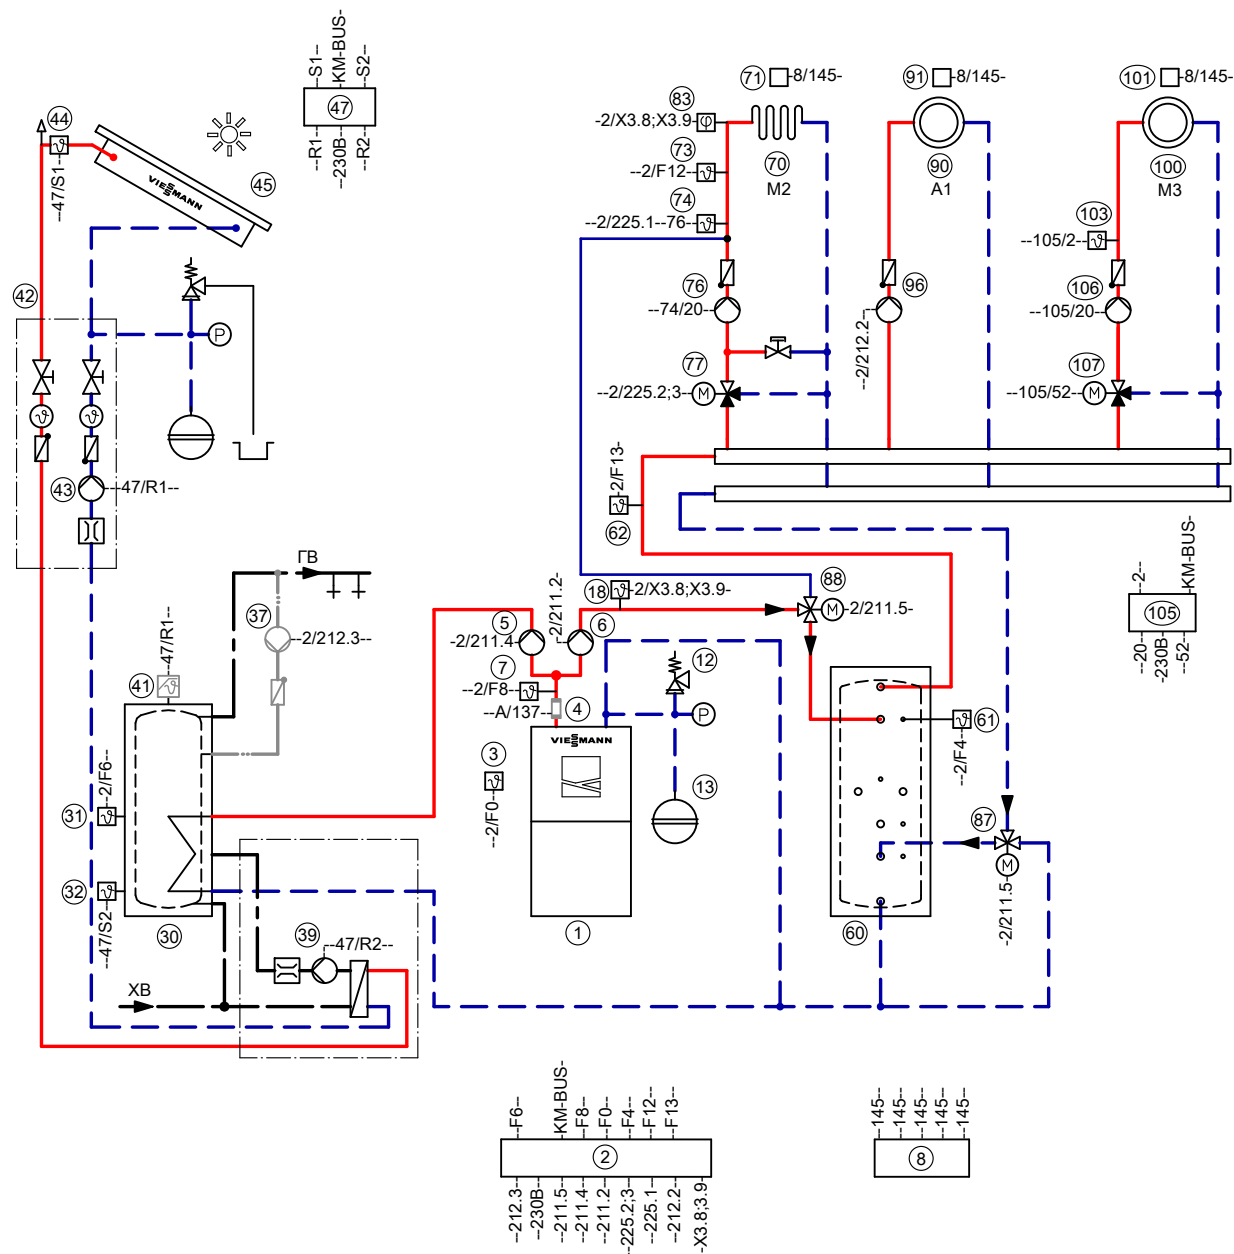 --S1--
KM-BUS-
--S2--
47
--R1--
-230B--
--R2--
44
--47/S1--
VIESSMANN
45
42
P
43
--47/R1--
71
-8/145-
91
-8/145-
101
-8/145-
83
-2/X3.8;X3.9-
73
--2/F12--
74
--2/225.1--76--
70
M2
90
A1
100
M3
103
--105/2--
76
--74/20--
96
--2/212.2--
106
--105/20--
77
--2/225.2;3--
M
107
--105/52--
M
--2/F13-
62
ГВ
37
--2/212.3--
--47/R1--
41
5
-2/211.4-
-2/211.2-
6
18
-2/X3.8;X3.9-
88
M
-2/211.5-
7
--2/F8--
--A/137--
4
12
P
VIESSMANN
3
--2/F0---
13
1
61
--2/F4---
60
87
M
-2/211.5-
--2--
KM-BUS-
105
--20--
-230B--
--52---
31
--2/F6--
32
--47/S2--
30
39
--47/R2--
ХВ
--F6--
KM-BUS-
--F8--
--F0---
--F4---
--F12--
--F13--
2
--212.3--
--230B--
--211.5--
--211.4--
--211.2--
--225.2;3
--225.1--
--212.2--
-X3.8;3.9-
--145--
--145--
--145--
--145--
--145--
8